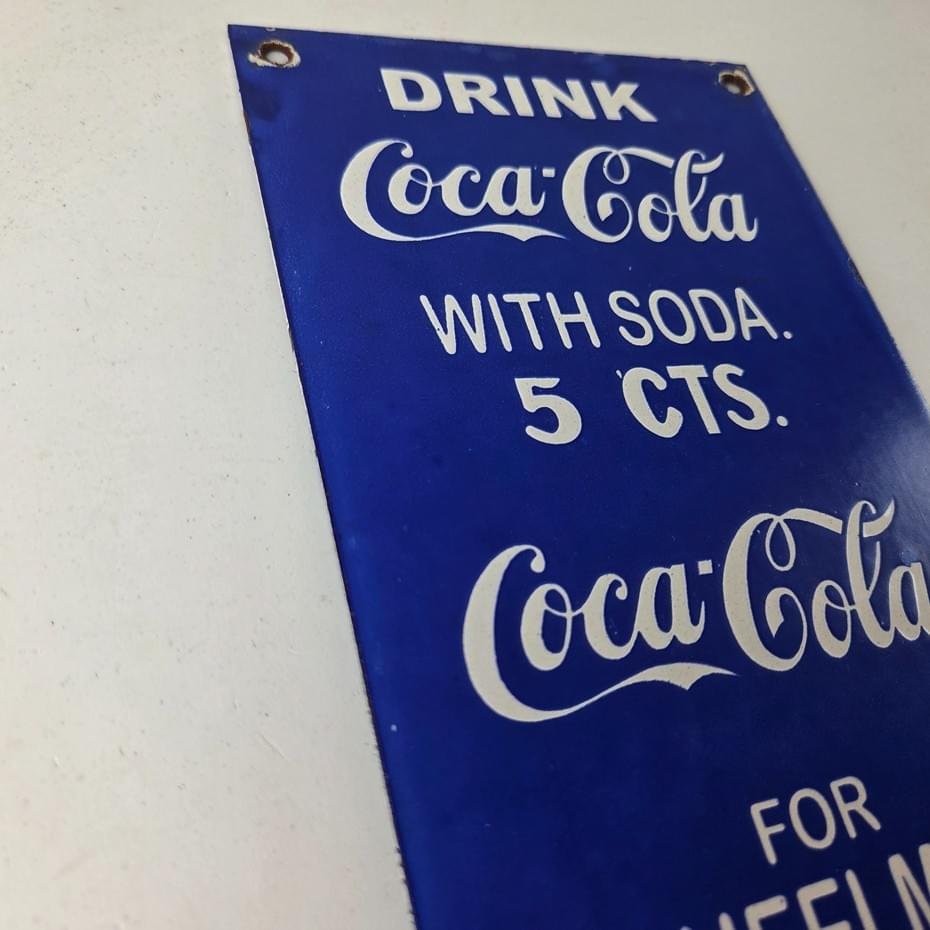 DRINK
Coca-Cola
WITH SODA.
5 CTS.
Coca-Cola
FOR